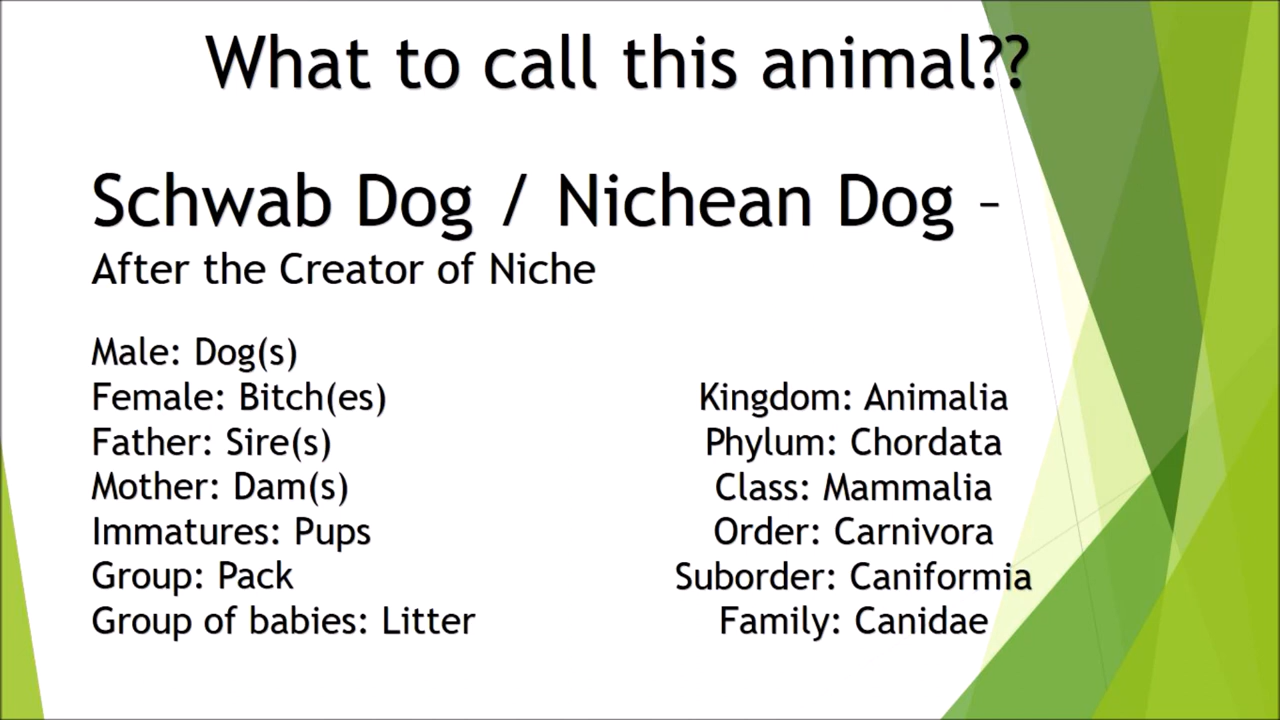 What to call this animal??
Schwab Dog / Nichean Dog –
After the Creator of Niche
Male: Dog(s)
Female: Bitch(es)
Father: Sire(s)
Mother: Dam(s)
Immatures: Pups
Group: Pack
Group of babies: Litter
Kingdom: Animalia
Phylum: Chordata
Class: Mammalia
Order: Carnivora
Suborder: Caniformia
Family: Canidae